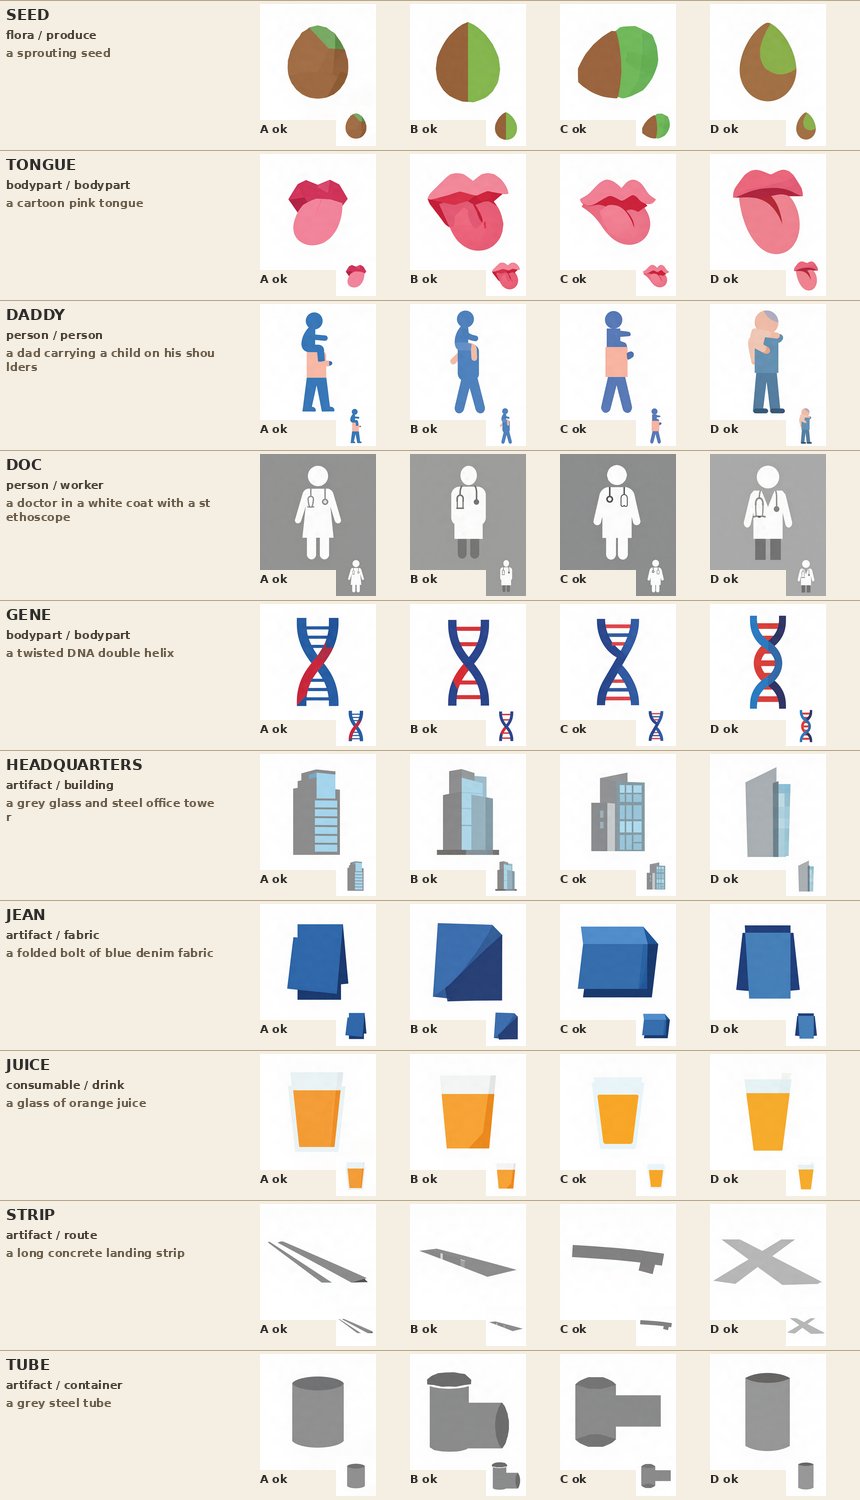 SEED
flora / produce
a sprouting seed
A ok
B ok
C ok
D ok
TONGUE
bodypart / bodypart
a cartoon pink tongue
A ok
B ok
C ok
D ok
DADDY
person / person
a dad carrying a child on his shou
lders
A ok
B ok
C ok
D ok
DOC
person / worker
a doctor in a white coat with a st
ethoscope
A ok
B ok
C ok
D ok
GENE
bodypart / bodypart
a twisted DNA double helix
A ok
B ok
C ok
D ok
HEADQUARTERS
artifact / building
a grey glass and steel office towe
r
A ok
B ok
C ok
D ok
JEAN
artifact / fabric
a folded bolt of blue denim fabric
A ok
B ok
C ok
D ok
JUICE
consumable / drink
a glass of orange juice
A ok
B ok
C ok
D ok
STRIP
artifact / route
a long concrete landing strip
A ok
B ok
C ok
D ok
TUBE
artifact / container
a grey steel tube
A ok
B ok
C ok
D ok